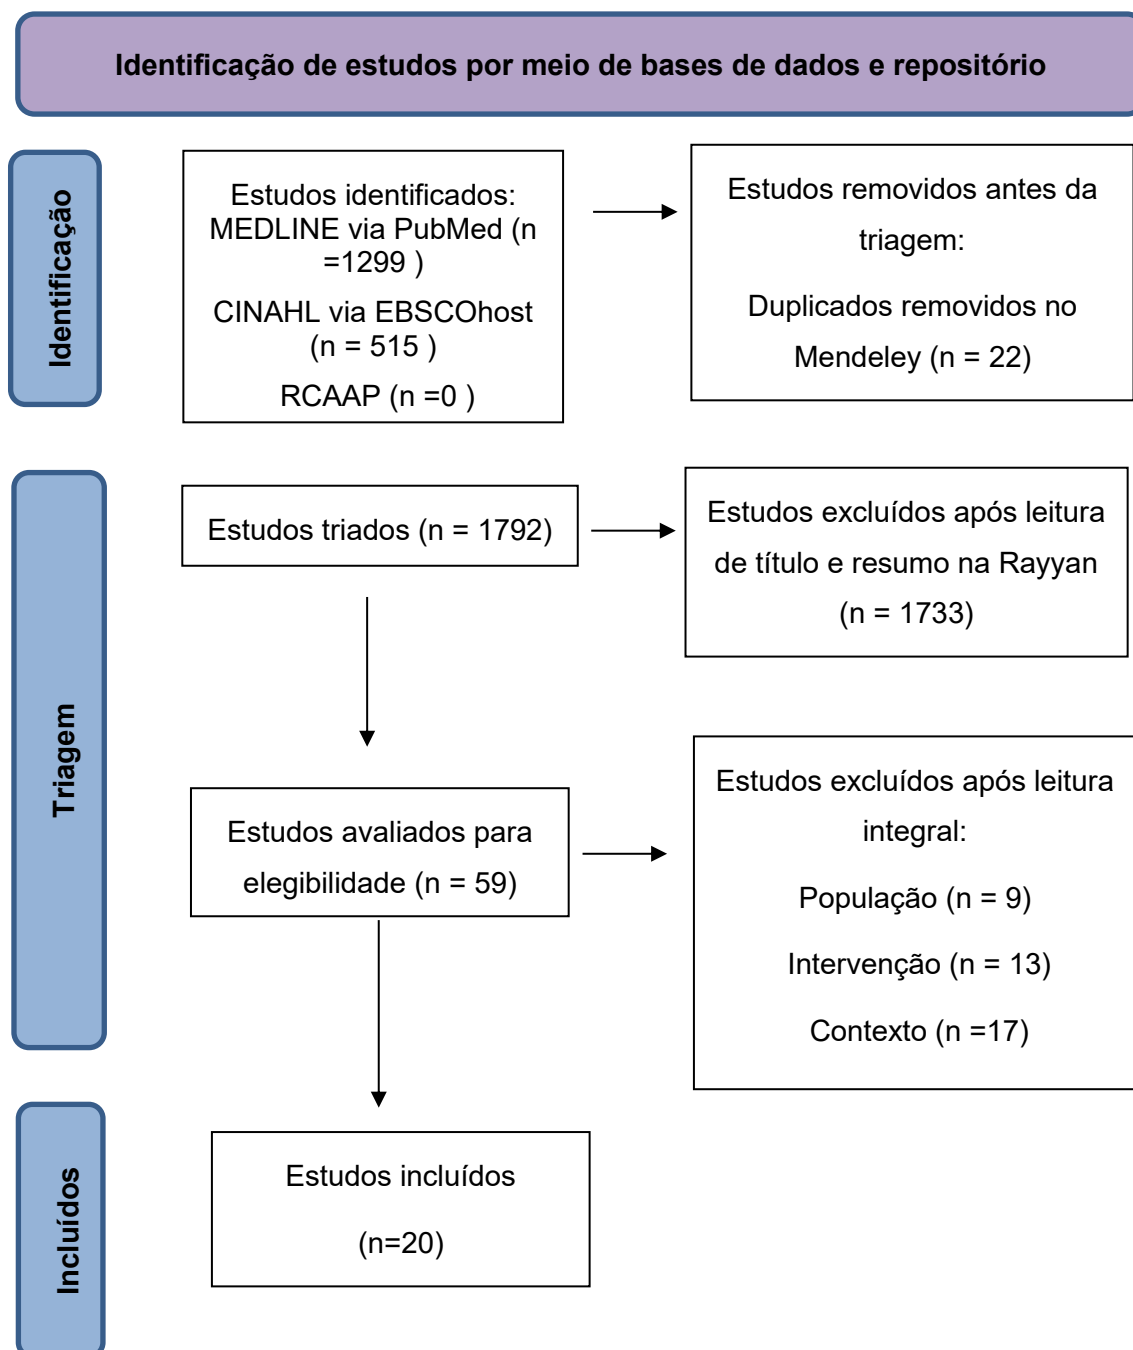 Identificação de estudos por meio de bases de dados e repositório
Identificação
Estudos identificados:
MEDLINE via PubMed (n
=1299 )
CINAHL via EBSCOhost
(n = 515 )
RCAAP (n =0 )
Estudos removidos antes da
triagem:
Duplicados removidos no
Mendeley (n = 22)
Triagem
Estudos triados (n = 1792)
Estudos excluídos após leitura
de título e resumo na Rayyan
(n = 1733)
Estudos avaliados para
elegibilidade (n = 59)
Estudos excluídos após leitura
integral:
População (n = 9)
Intervenção (n = 13)
Contexto (n =17)
Incluídos
Estudos incluídos
(n=20)